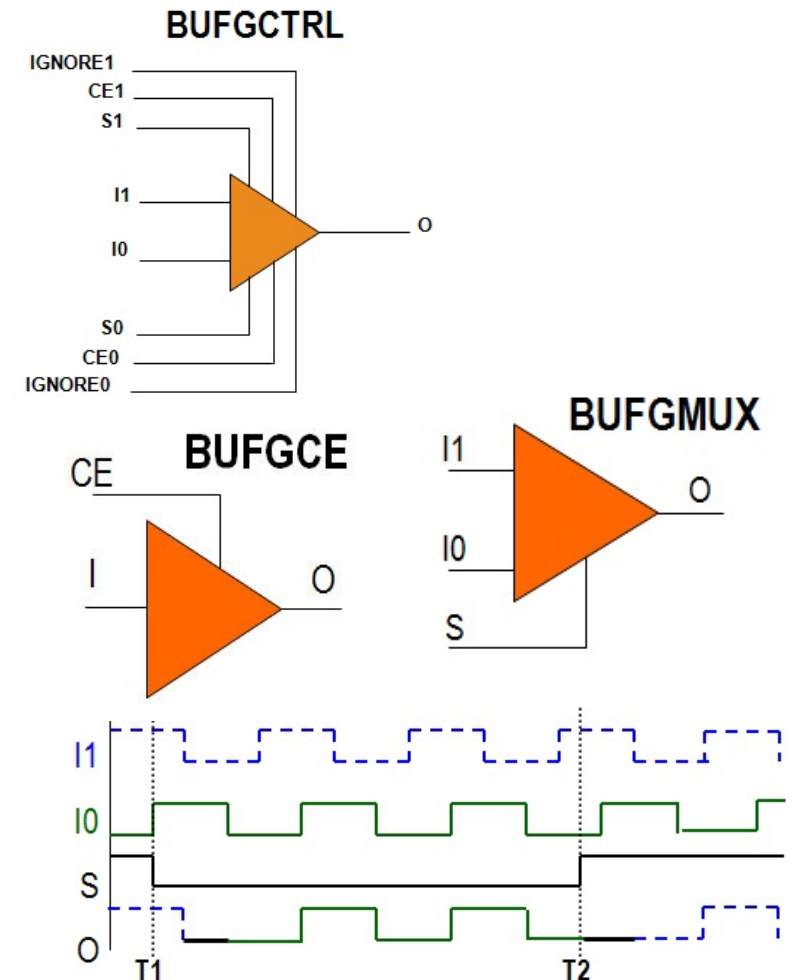 BUFGCTRL
IGNORE1
CE1
S1
I1
O
I0
S0
CE0
IGNORE0
BUFGMUX
BUFGCE
I1
CE
O
I0
I
O
S
I1
I0
S
O
T1
T2